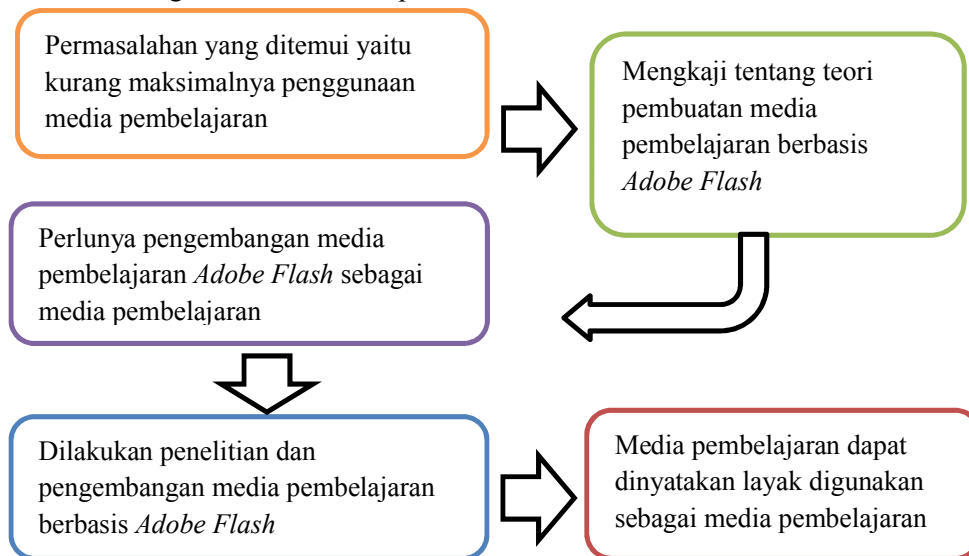 Permasalahan yang ditemui yaitu
kurang maksimalnya penggunaan
media pembelajaran
Mengkaji tentang teori
pembuatan media
pembelajaran berbasis
Adobe Flash
Perlunya pengembangan media
pembelajaran Adobe Flash sebagai
media pembelajaran
Dilakukan penelitian dan
pengembangan media pembelajaran
berbasis Adobe Flash
Media pembelajaran dapat
dinyatakan layak digunakan
sebagai media pembelajaran